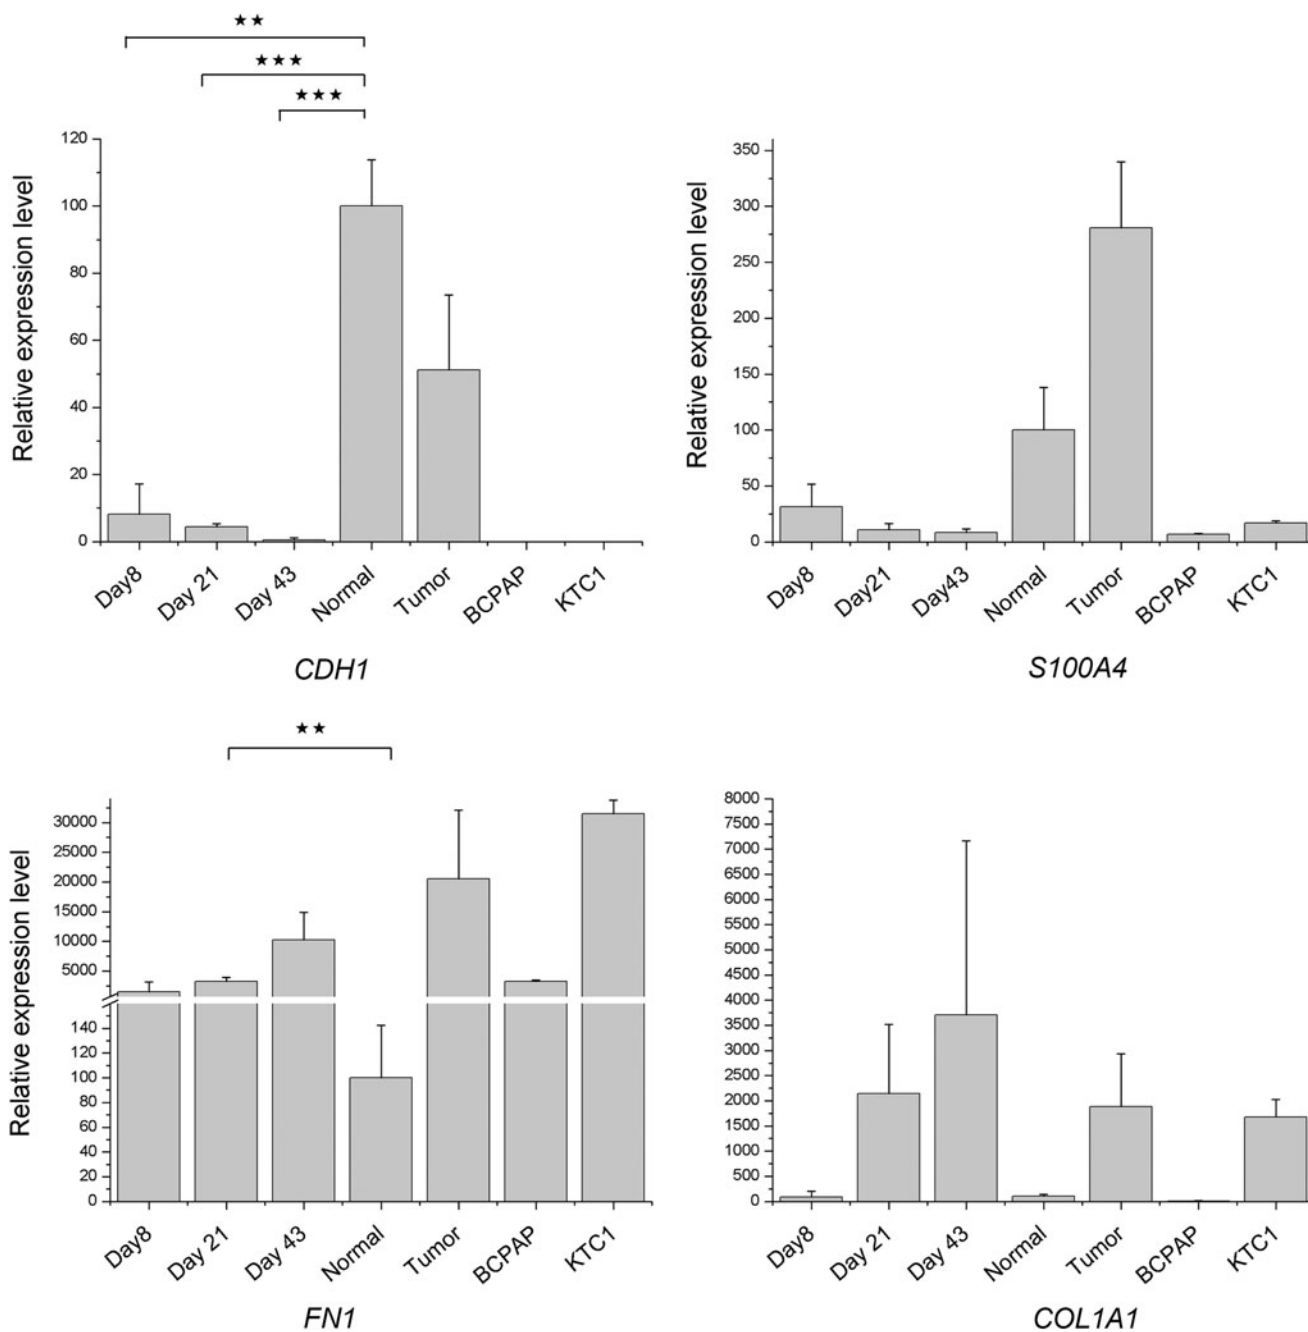 ★★
★★★
★★★
Relative expression level
120
100
80
60
40
20
0
Day8
Day 21
Day 43
Normal
Tumor
BCPAP
KTC1
CDH1
Relative expression level
350
300
250
200
150
100
50
0
Day8
Day21
Day43
Normal
Tumor
BCPAP
KTC1
S100A4
★★
Relative expression level
30000
25000
20000
15000
10000
5000
140
120
100
80
60
40
20
0
Day8
Day 21
Day 43
Normal
Tumor
BCPAP
KTC1
FN1
8000
7500
7000
6500
6000
5500
5000
4500
4000
3500
3000
2500
2000
1500
1000
500
0
Day8
Day 21
Day 43
Normal
Tumor
BCPAP
KTC1
COL1A1